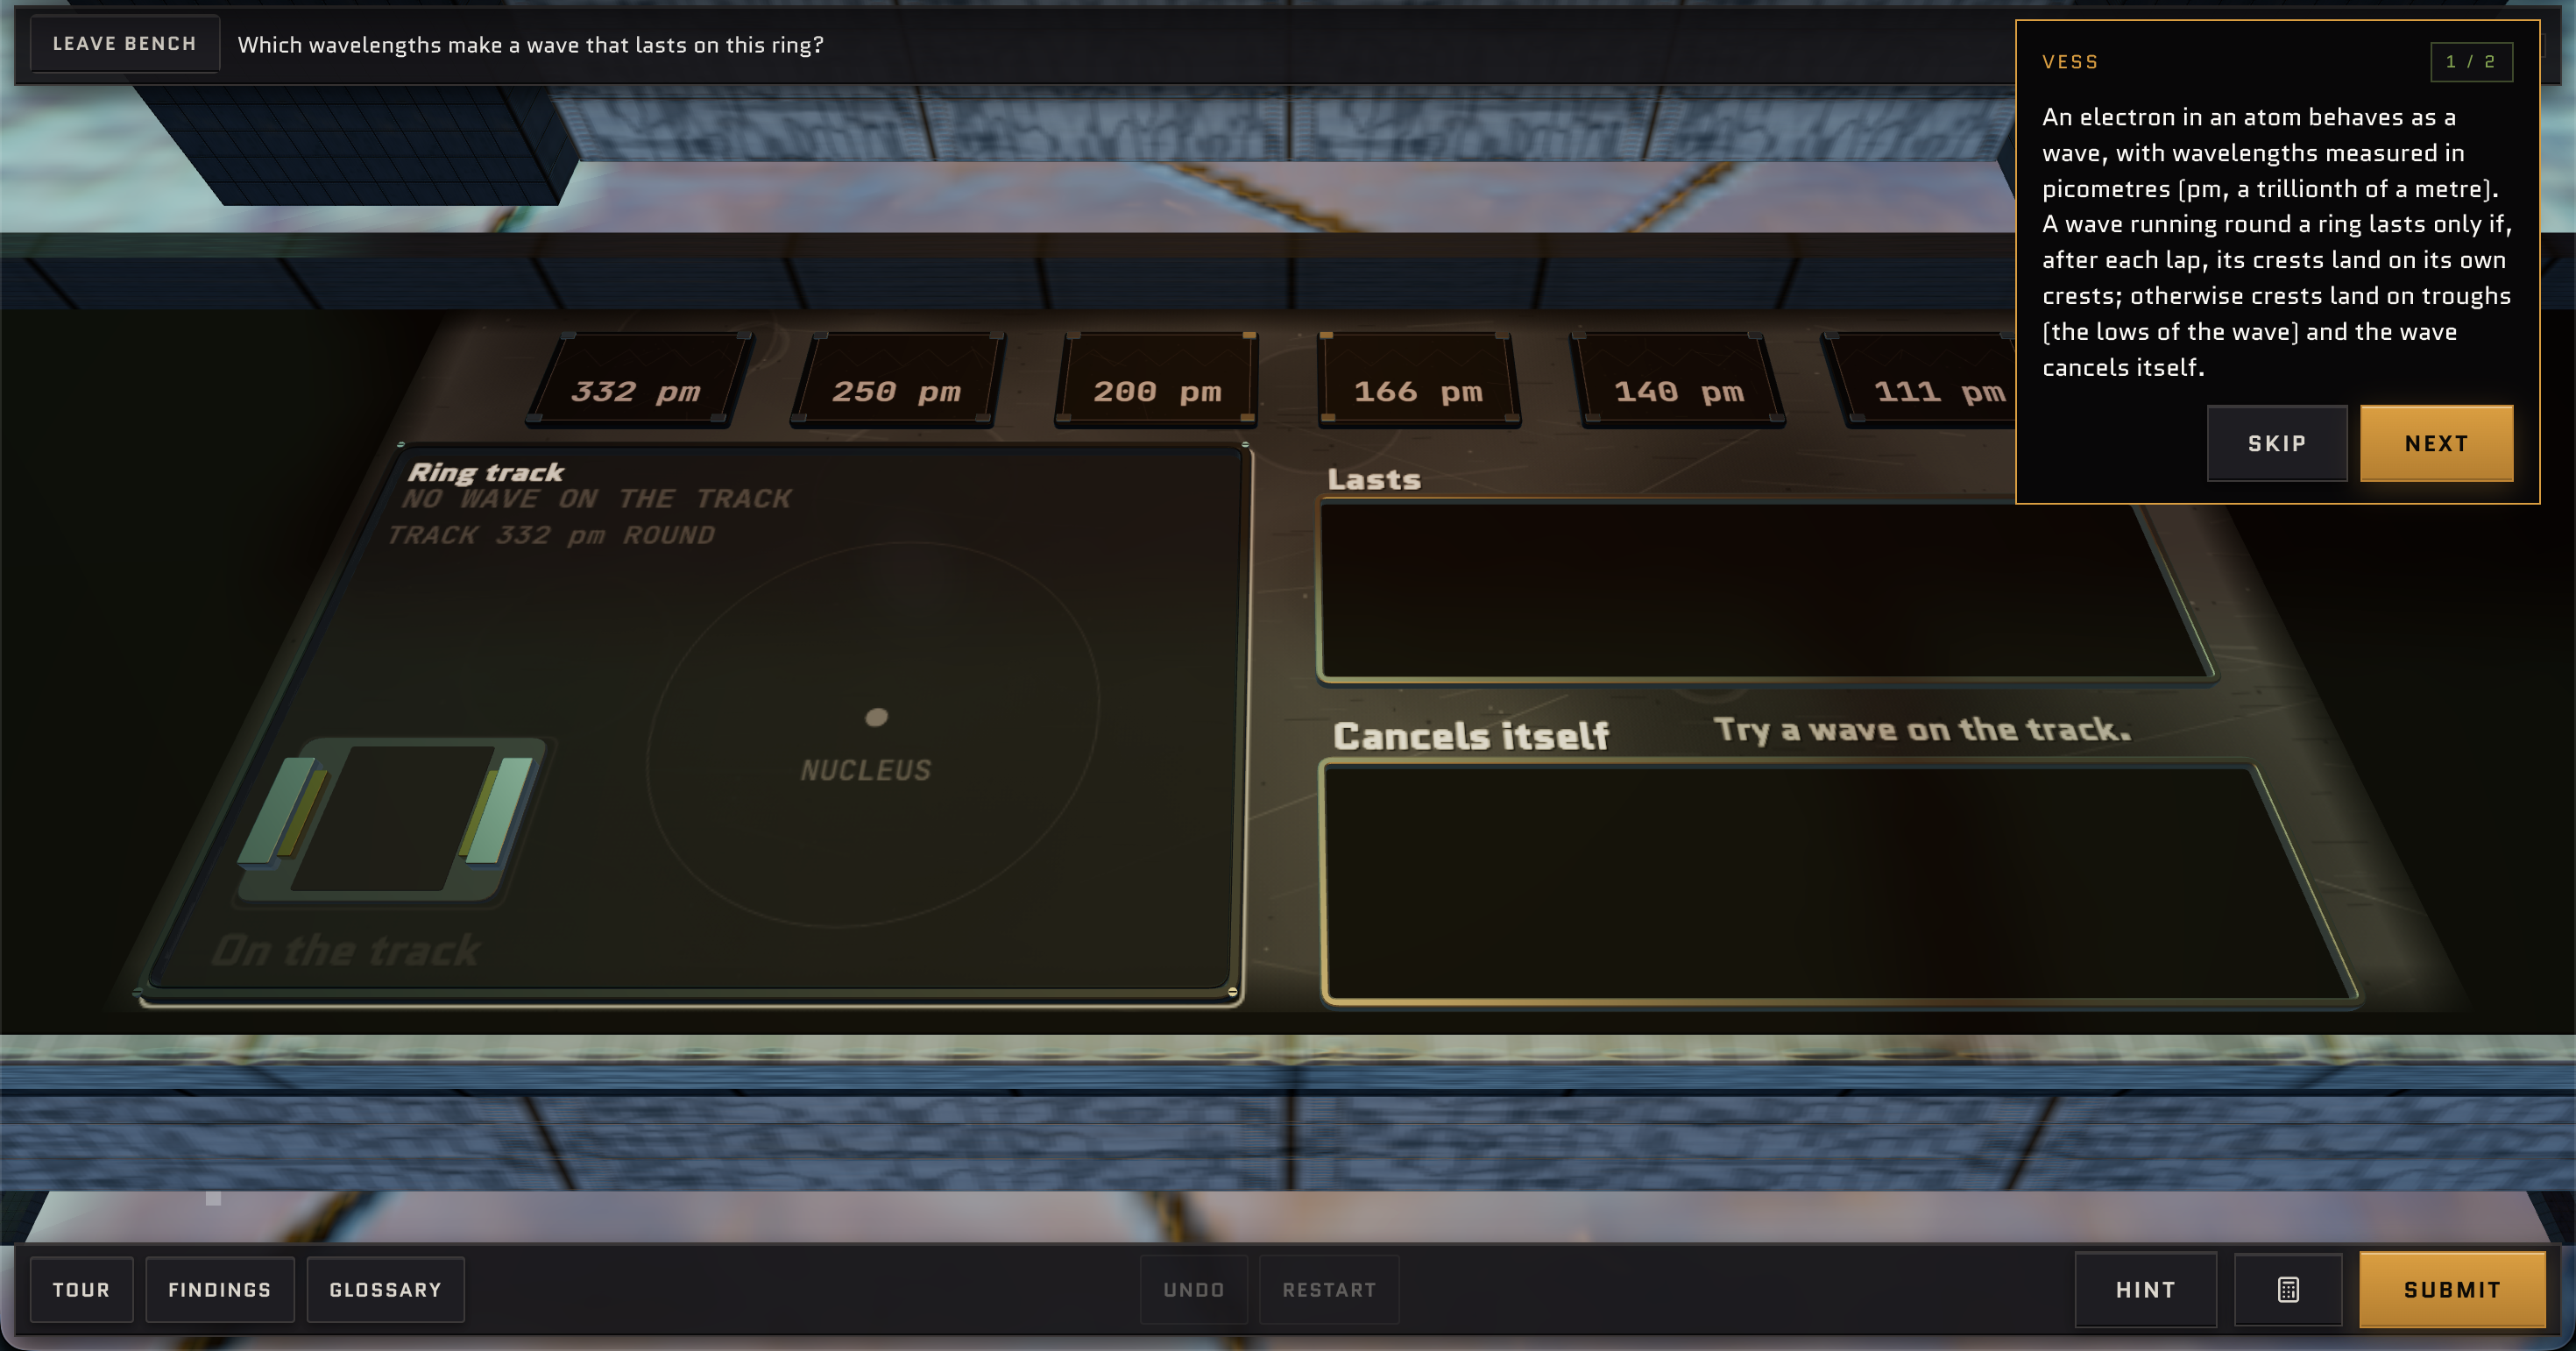 LEAVE BENCH
Which wavelengths make a wave that lasts on this ring?
VESS
1 / 2
An electron in an atom behaves as a
wave, with wavelengths measured in
picometres (pm, a trillionth of a metre).
A wave running round a ring lasts only if,
after each lap, its crests land on its own
crests; otherwise crests land on troughs
(the lows of the wave) and the wave
cancels itself.
SKIP
NEXT
332 pm
250 pm
200 pm
166 pm
140 pm
111 pm
Ring track
NO WAVE ON THE TRACK
TRACK 332 pm ROUND
NUCLEUS
On the track
Lasts
Cancels itself
Try a wave on the track.
TOUR
FINDINGS
GLOSSARY
UNDO
RESTART
HINT
SUBMIT